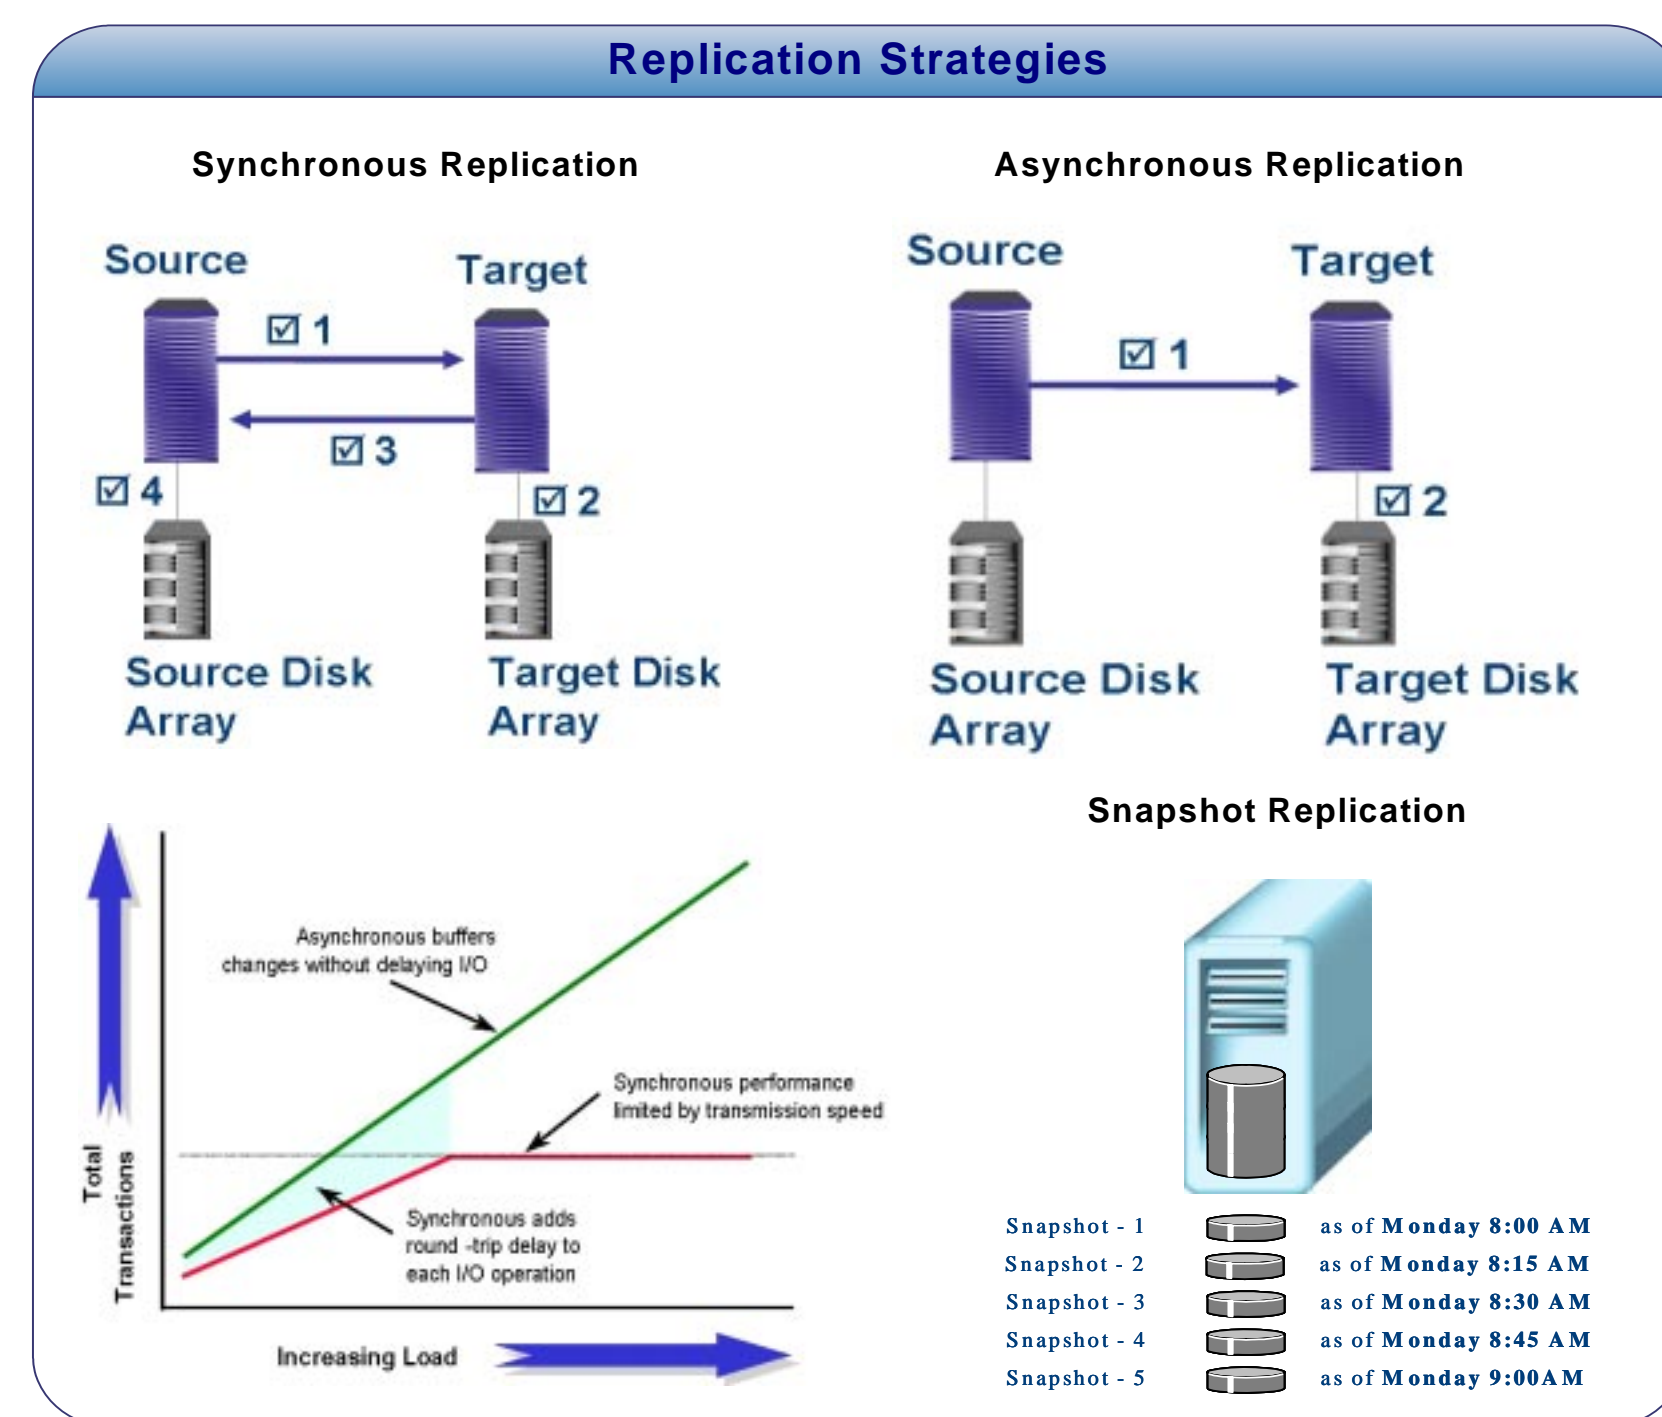 Replication Strategies
Synchronous Replication
Source
Target
1
3
4
2
Source Disk
Array
Target Disk
Array
Asynchronous Replication
Source
Target
1
2
Source Disk
Array
Target Disk
Array
Total
Transactions
Asynchronous buffers
changes without delaying I/O
Synchronous performance
limited by transmission speed
Synchronous adds
round -trip delay to
each I/O operation
Increasing Load
Snapshot Replication
Snapshot - 1 as of Monday 8:00 AM
Snapshot - 2 as of Monday 8:15 AM
Snapshot - 3 as of Monday 8:30 AM
Snapshot - 4 as of Monday 8:45 AM
Snapshot - 5 as of Monday 9:00AM